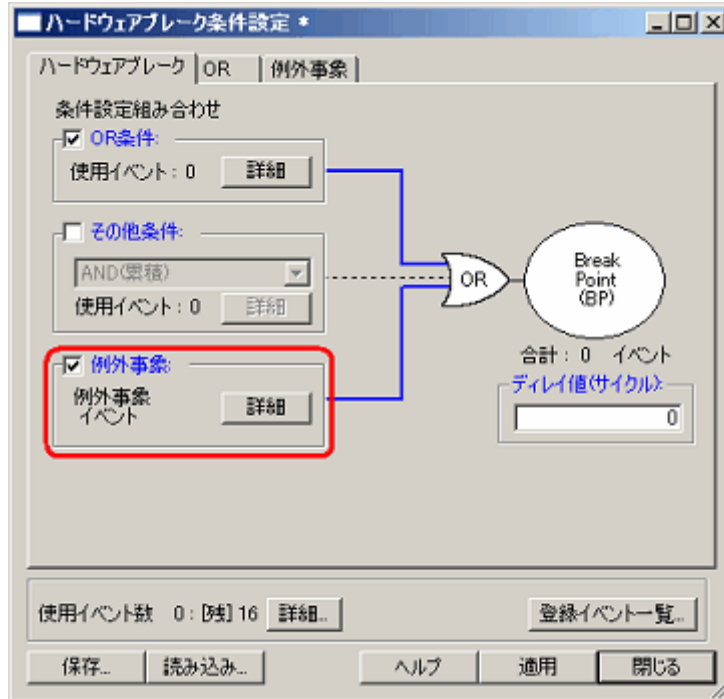 ハードウェアブレーク条件設定 *
ハードウェアブレーク OR 例外事象
条件設定組み合わせ
OR条件:
使用イベント : 0 詳細
その他条件:
AND(累積)
使用イベント : 0 詳細
OR
Break
Point
(BP)
合計 : 0 イベント
ディレイ値(サイクル):
0
例外事象:
例外事象
イベント
詳細
使用イベント数 0 : [残] 16 詳細...
登録イベント一覧...
保存... 読み込み... ヘルプ 適用 閉じる